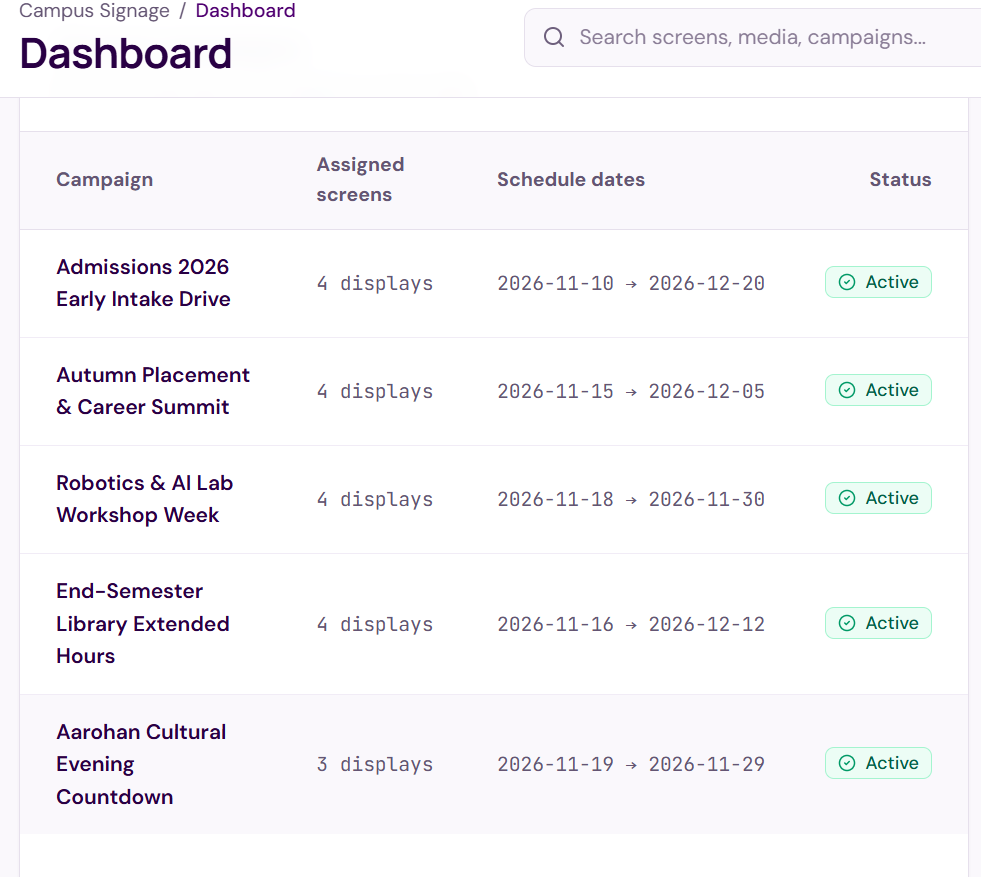 Campus Signage / Dashboard
Dashboard
Search screens, media, campaigns...
Campaign
Assigned
screens
Schedule dates
Status
Admissions 2026
Early Intake Drive
4 displays
2026-11-10 → 2026-12-20
Active
Autumn Placement
& Career Summit
4 displays
2026-11-15 → 2026-12-05
Active
Robotics & AI Lab
Workshop Week
4 displays
2026-11-18 → 2026-11-30
Active
End-Semester
Library Extended
Hours
4 displays
2026-11-16 → 2026-12-12
Active
Aarohan Cultural
Evening
Countdown
3 displays
2026-11-19 → 2026-11-29
Active